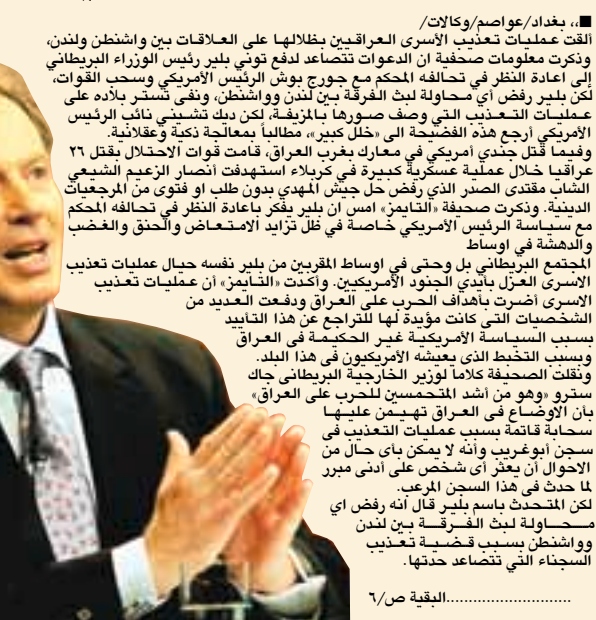 ■،، بغداد/عواصم/وكالات/
ألقت عمليات تعذيب الأسرى العراقيين بظلالها على العلاقات بين واشنطن ولندن،
وذكرت معلومات صحفية ان الدعوات تتصاعد لدفع توني بلير رئيس الوزراء البريطاني
إلى اعادة النظر في تحالفه المحكم مع جورج بوش الرئيس الأمريكي وسحب القوات،
لكن بلير رفض أي محاولة لبث الفرقة بين لندن وواشنطن، ونفى تستر بلاده على
عمليات التعذيب التي وصف صورها بالمزيفة، لكن ديك تشيني نائب الرئيس
الأمريكي أرجع هذه الفضيحة الى «خلل كبير»، مطالباً بمعالجة ذكية وعقلانية.
وفيما قتل جندي أمريكي في معارك بغرب العراق، قامت قوات الاحتلال بقتل ٢٦
عراقيا خلال عملية عسكرية كبيرة في كربلاء استهدفت أنصار الزعيم الشيعي
الشاب مقتدى الصدر الذي رفض حل جيش المهدي بدون طلب او فتوى من المرجعيات
الدينية. وذكرت صحيفة «التايمز» امس ان بلير يفكر باعادة النظر في تحالفه المحكم
مع سياسة الرئيس الأمريكي خاصة في ظل تزايد الامتعاض والحنق والغضب
والدهشة في اوساط
المجتمع البريطاني بل وحتى في اوساط المقربين من بلير نفسه حيال عمليات تعذيب
الاسرى العزل بأيدي الجنود الأمريكيين. وأكدت «التايمز» أن عمليات تعذيب
الاسرى أضرت بأهداف الحرب على العراق ودفعت العديد من
الشخصيات التى كانت مؤيدة لها للتراجع عن هذا التأييد
بسبب السياسة الأمريكية غير الحكيمة فى العراق
وبسبب التخبط الذى يعيشه الأمريكيون فى هذا البلد.
ونقلت الصحيفة كلاما لوزير الخارجية البريطانى جاك
سترو «وهو من أشد المتحمسين للحرب على العراق»
بأن الاوضاع فى العراق تهيمن عليها
سحابة قاتمة بسبب عمليات التعذيب فى
سجن أبوغريب وأنه لا يمكن بأى حال من
الاحوال أن يعثر أى شخص على أدنى مبرر
لما حدث فى هذا السجن المرعب.
لكن المتحدث باسم بلير قال انه رفض اي
محاولة لبث الفرقة بين لندن
وواشنطن بسبب قضية تعذيب
السجناء التي تتصاعد حدتها.
............................البقية ص/٦